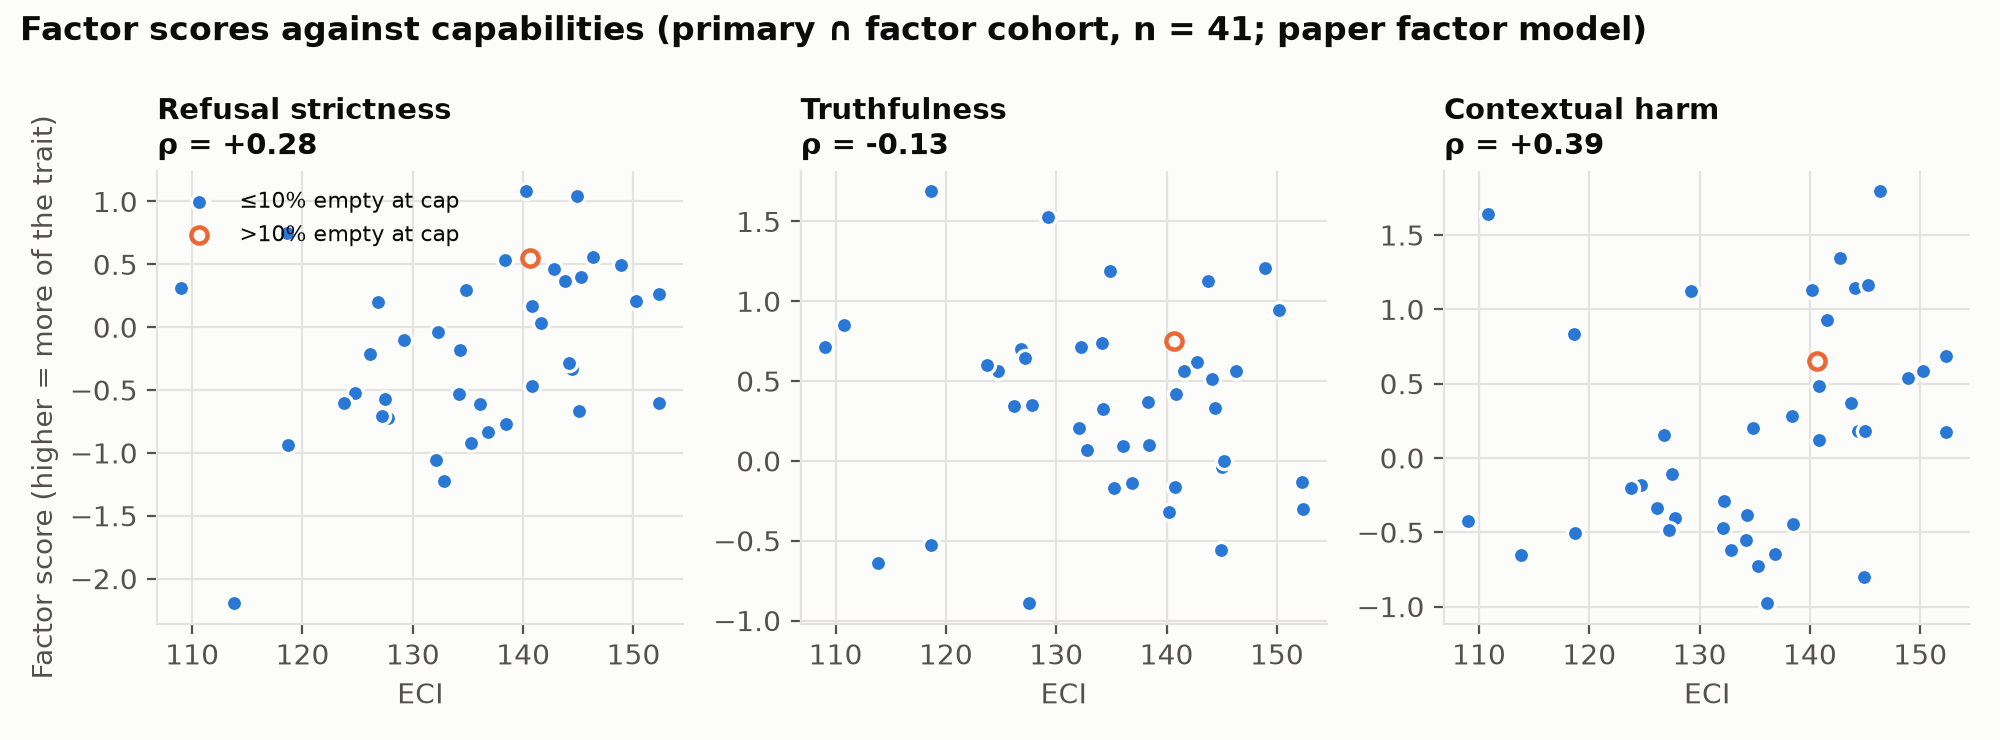 Factor scores against capabilities (primary ∩ factor cohort, n = 41; paper factor model)
Refusal strictness
ρ = +0.28
Truthfulness
ρ = -0.13
Contextual harm
ρ = +0.39
Factor score (higher = more of the trait)
≤10% empty at cap
>10% empty at cap
1.0
0.5
0.0
−0.5
−1.0
−1.5
−2.0
110 120 130 140 150
ECI
1.5
1.0
0.5
0.0
−0.5
−1.0
110 120 130 140 150
ECI
1.5
1.0
0.5
0.0
−0.5
−1.0
110 120 130 140 150
ECI